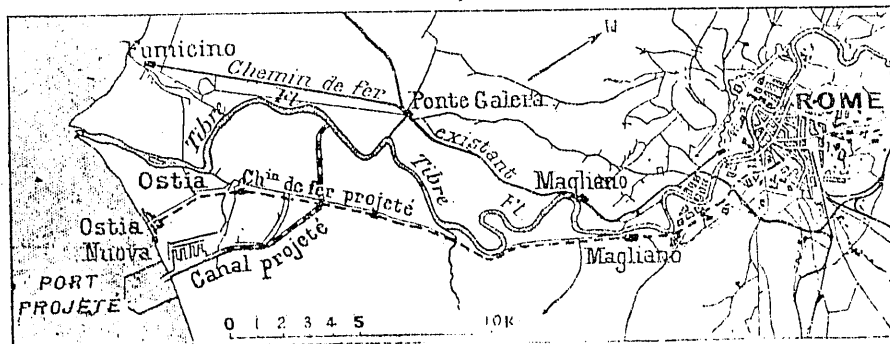 Fiumicino
Chemin de fer existant
Ponte Galera
N
ROME
Tibre Fl
Ostia
Chin de fer projeté
Tibre Fl
Magliano
Ostia Nuova
Canal projeté
Magliano
PORT PROJETÉ
0 1 2 3 4 5 10K